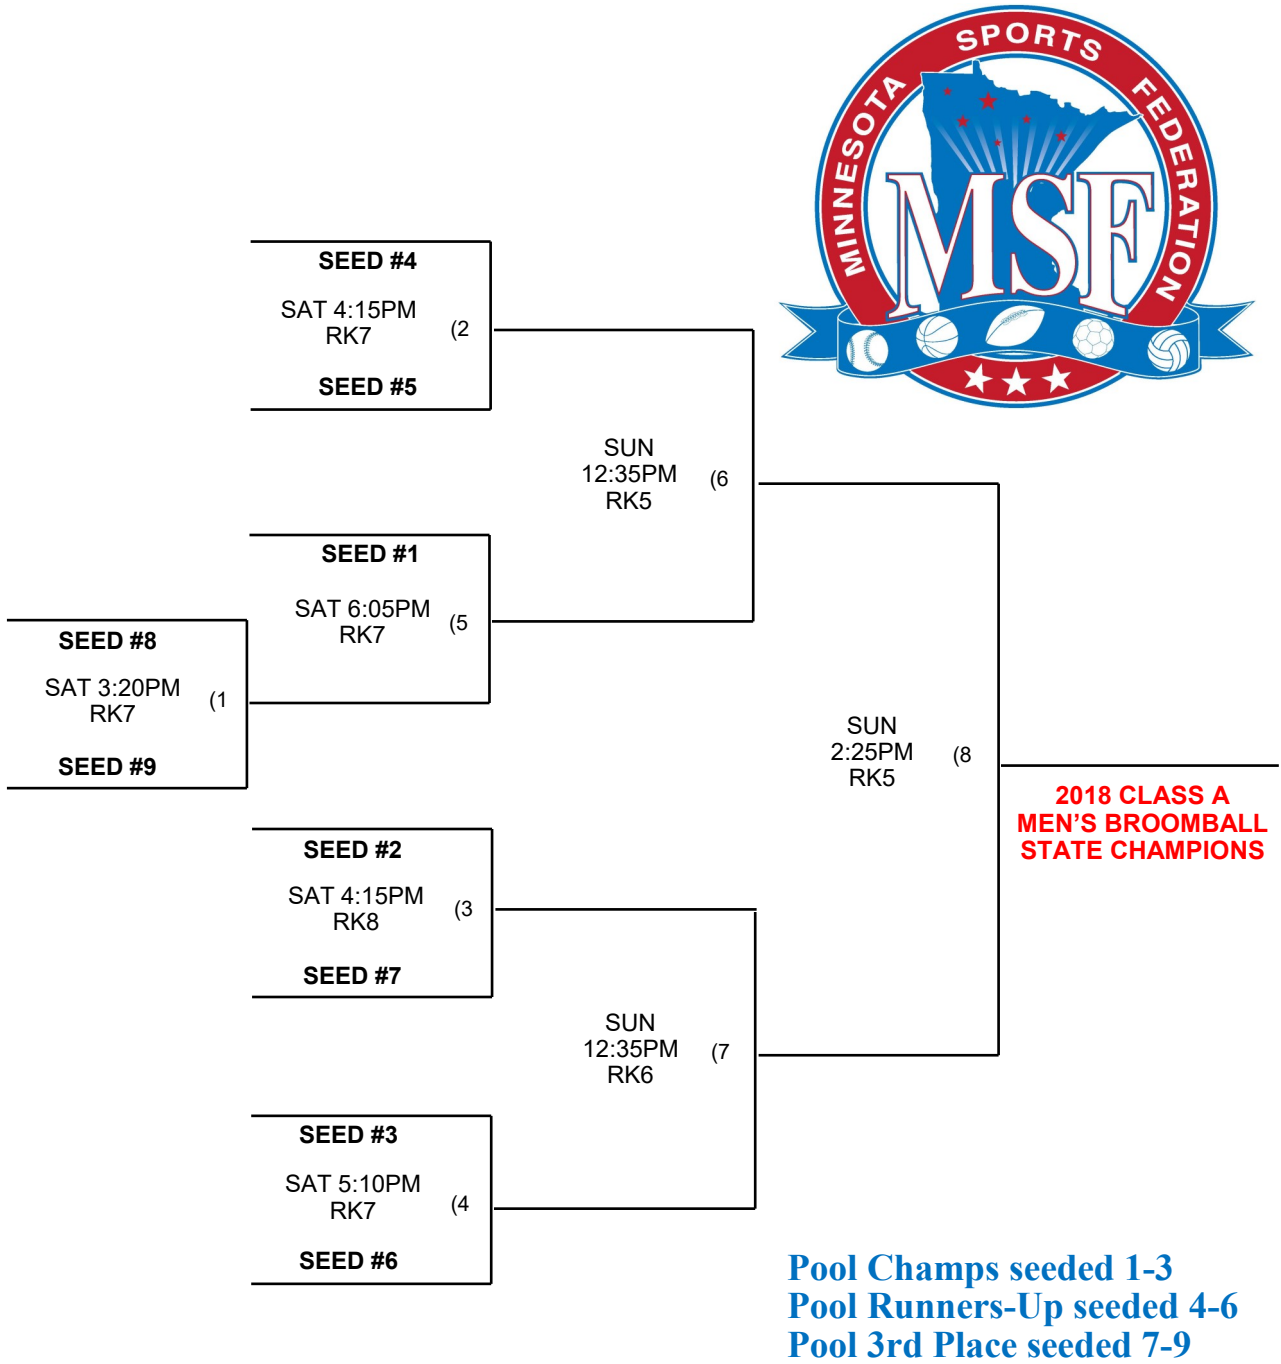 MINNESOTA SPORTS FEDERATION
MSF
SEED #4
SAT 4:15PM
RK7
(2
SEED #5
SUN
12:35PM
RK5
(6
SEED #1
SAT 6:05PM
RK7
(5
SEED #8
SAT 3:20PM
RK7
(1
SEED #9
SUN
2:25PM
RK5
(8
2018 CLASS A
MEN’S BROOMBALL
STATE CHAMPIONS
SEED #2
SAT 4:15PM
RK8
(3
SEED #7
SUN
12:35PM
RK6
(7
SEED #3
SAT 5:10PM
RK7
(4
SEED #6
Pool Champs seeded 1-3
Pool Runners-Up seeded 4-6
Pool 3rd Place seeded 7-9